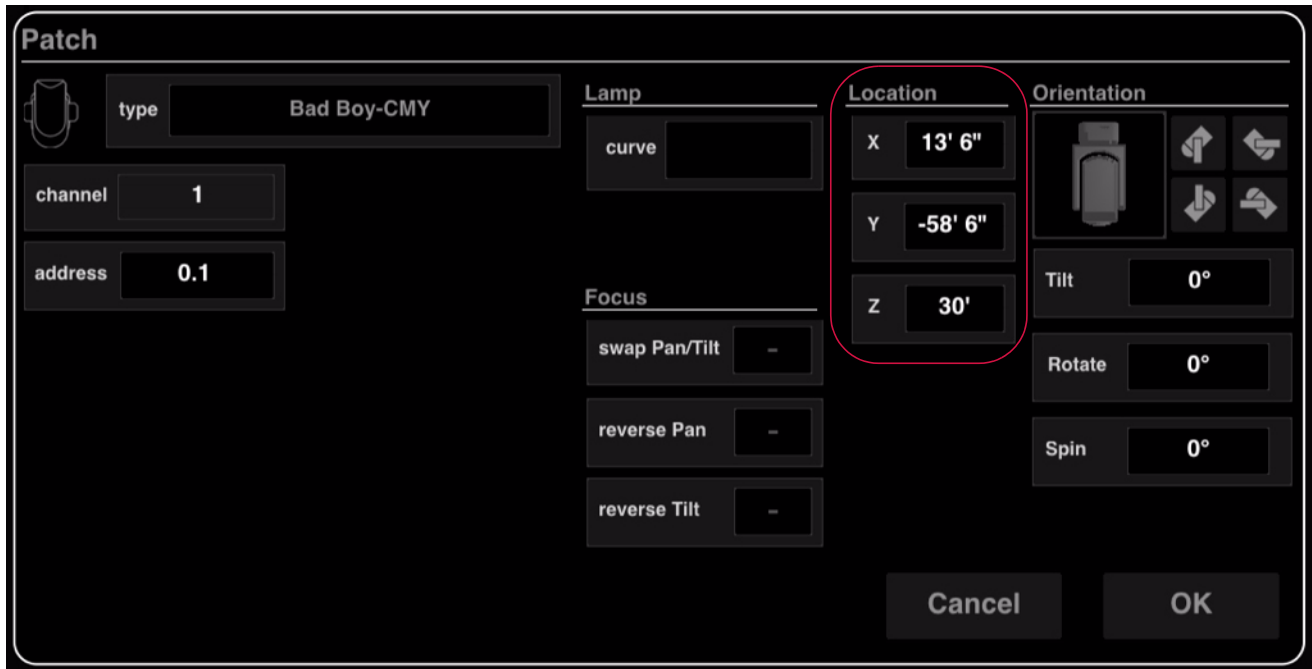 Patch
type
Bad Boy-CMY
channel
1
address
0.1
Lamp
curve
Focus
swap Pan/Tilt
-
reverse Pan
-
reverse Tilt
-
Location
X
13' 6"
Y
-58' 6"
Z
30'
Orientation
Tilt
0°
Rotate
0°
Spin
0°
Cancel
OK